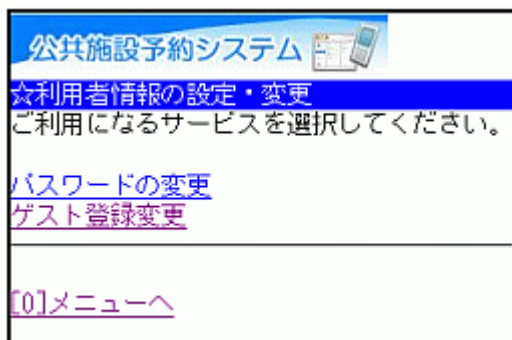 公共施設予約システム
☆利用者情報の設定・変更
ご利用になるサービスを選択してください。
パスワードの変更
ゲスト登録変更
[0]メニューへ